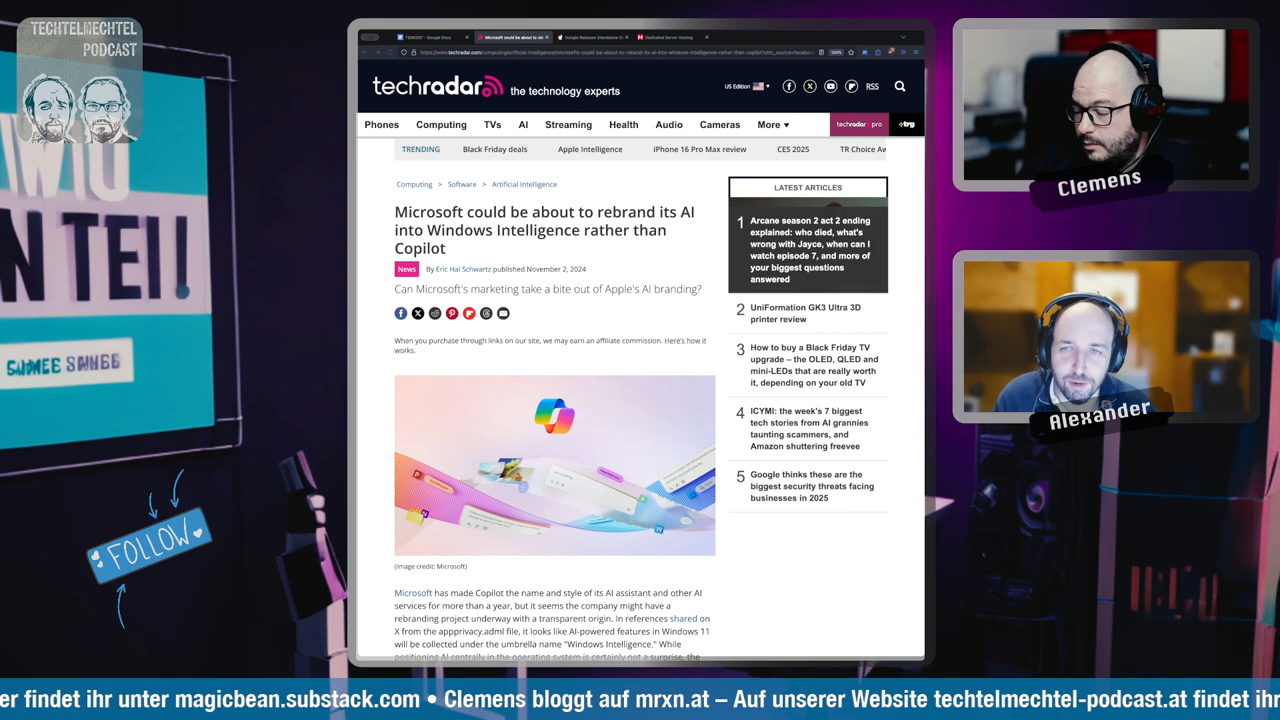 TECHTELMECHTEL
PODCAST
Microsoft could be about to re
Google Releases Standalone G
Dedicated Server Hosting
techradar
the technology experts
US Edition
RSS
Phones
Computing
TVs
AI
Streaming
Health
Audio
Cameras
More
techradar pro
TRENDING
Black Friday deals
Apple Intelligence
iPhone 16 Pro Max review
CES 2025
TR Choice Aw
Computing > Software > Artificial Intelligence
Microsoft could be about to rebrand its AI
into Windows Intelligence rather than
Copilot
News
By Eric Hal Schwartz published November 2, 2024
Can Microsoft's marketing take a bite out of Apple's AI branding?
When you purchase through links on our site, we may earn an affiliate commission. Here's how it
works.
(Image credit: Microsoft)
Microsoft has made Copilot the name and style of its AI assistant and other AI
services for more than a year, but it seems the company might have a
rebranding project underway with a transparent origin. In references shared on
X from the appprivacy.adml file, it looks like AI-powered features in Windows 11
will be collected under the umbrella name "Windows Intelligence." While
positioning AI centrally in the operating system is certainly not a surprise, the
LATEST ARTICLES
1
Arcane season 2 act 2 ending
explained: who died, what's
wrong with Jayce, when can I
watch episode 7, and more of
your biggest questions
answered
2
UniFormation GK3 Ultra 3D
printer review
3
How to buy a Black Friday TV
upgrade – the OLED, QLED and
mini-LEDs that are really worth
it, depending on your old TV
4
ICYMI: the week's 7 biggest
tech stories from AI grannies
taunting scammers, and
Amazon shuttering freevee
5
Google thinks these are the
biggest security threats facing
businesses in 2025
Clemens
Alexander
FOLLOW
er findet ihr unter magicbean.substack.com • Clemens bloggt auf mrxn.at – Auf unserer Website techtelmechtel-podcast.at findet ihr